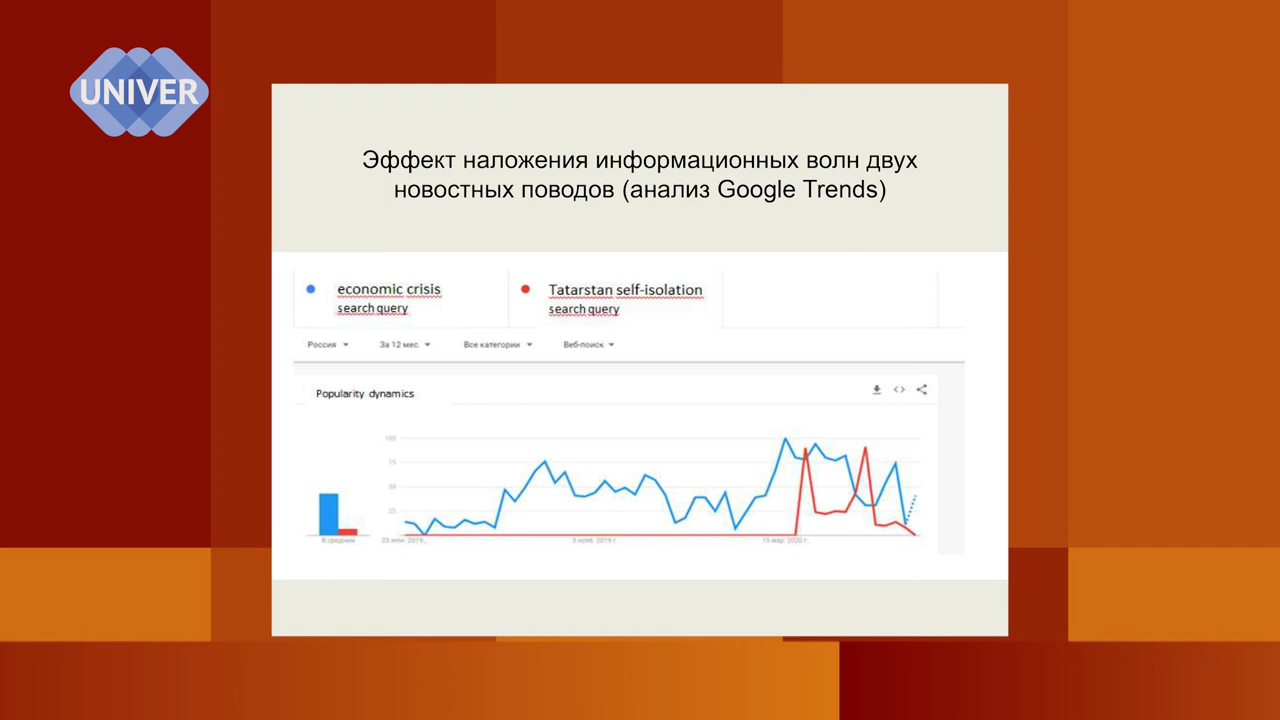 UNIVER
Эффект наложения информационных волн двух
новостных поводов (анализ Google Trends)
economic crisis
search query
Tatarstan self-isolation
search query
Россия
За 12 мес.
Все категории
Веб-поиск
Popularity dynamics
100
75
50
25
В среднем
3 нояб. 2019 г.
15 мар. 2020 г.